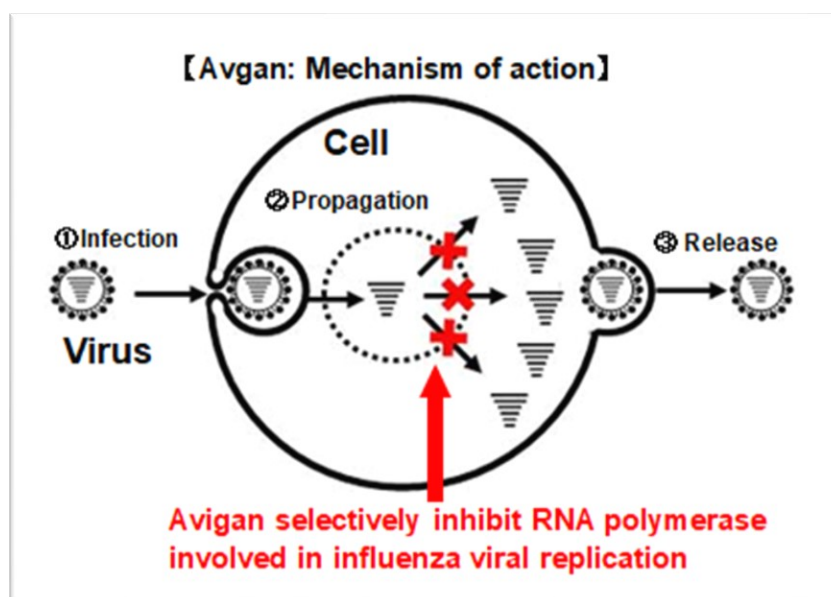 【Avgan: Mechanism of action】
Cell
②Propagation
①Infection
③ Release
Virus
Avigan selectively inhibit RNA polymerase
involved in influenza viral replication